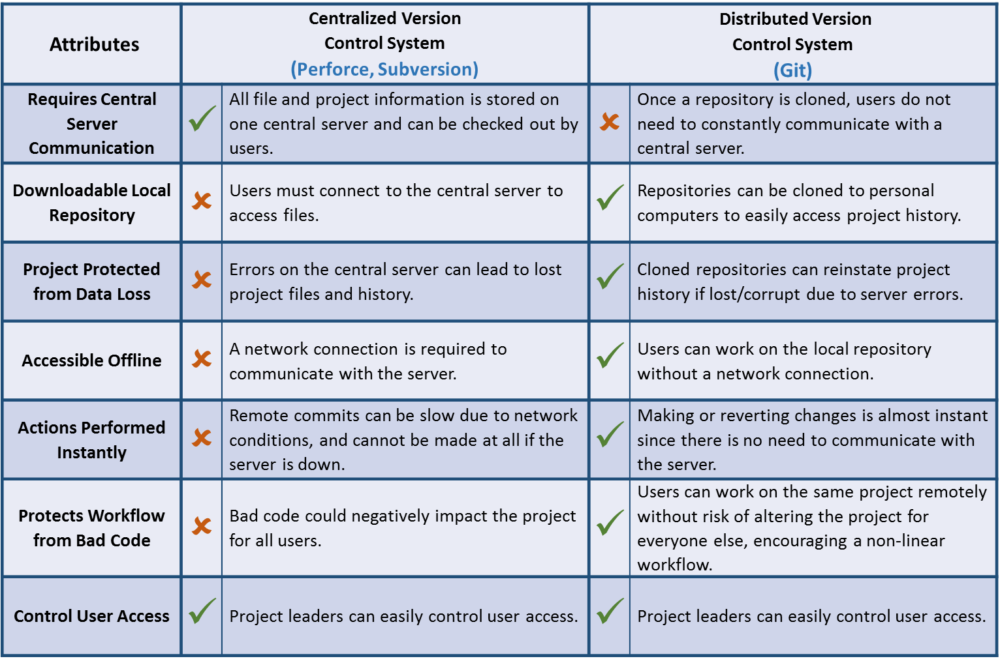 Attributes
Centralized Version
Control System
(Perforce, Subversion)
Distributed Version
Control System
(Git)
Requires Central
Server
Communication
✓
All file and project information is stored on
one central server and can be checked out by
users.
✘
Once a repository is cloned, users do not
need to constantly communicate with a
central server.
Downloadable Local
Repository
✘
Users must connect to the central server to
access files.
✓
Repositories can be cloned to personal
computers to easily access project history.
Project Protected
from Data Loss
✘
Errors on the central server can lead to lost
project files and history.
✓
Cloned repositories can reinstate project
history if lost/corrupt due to server errors.
Accessible Offline
✘
A network connection is required to
communicate with the server.
✓
Users can work on the local repository
without a network connection.
Actions Performed
Instantly
✘
Remote commits can be slow due to network
conditions, and cannot be made at all if the
server is down.
✓
Making or reverting changes is almost instant
since there is no need to communicate with
the server.
Protects Workflow
from Bad Code
✘
Bad code could negatively impact the project
for all users.
✓
Users can work on the same project remotely
without risk of altering the project for
everyone else, encouraging a non-linear
workflow.
Control User Access
✓
Project leaders can easily control user access.
✓
Project leaders can easily control user access.